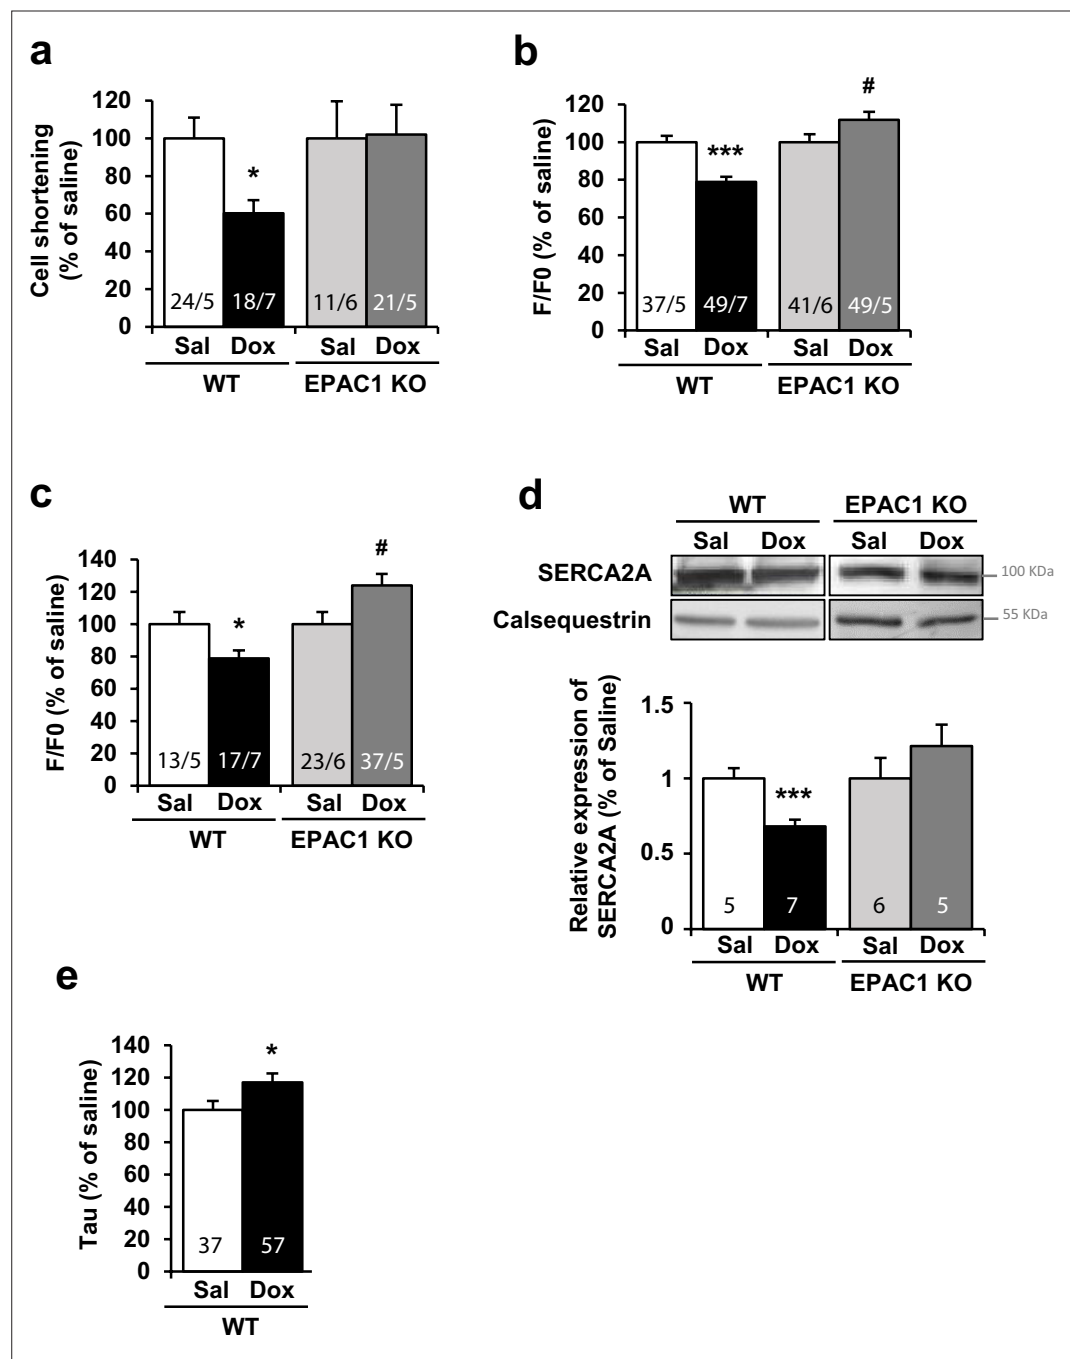 a
Cell shortening
(% of saline)
120
100
80
60
40
20
0
*
24/5
18/7
11/6
21/5
Sal
Dox
Sal
Dox
WT
EPAC1 KO
b
F/F0 (% of saline)
120
100
80
60
40
20
0
***
#
37/5
49/7
41/6
49/5
Sal
Dox
Sal
Dox
WT
EPAC1 KO
c
F/F0 (% of saline)
140
120
100
80
60
40
20
0
*
#
13/5
17/7
23/6
37/5
Sal
Dox
Sal
Dox
WT
EPAC1 KO
d
WT
EPAC1 KO
Sal
Dox
Sal
Dox
SERCA2A
100 KDa
Calsequestrin
55 KDa
Relative expression of
SERCA2A (% of Saline)
1.5
1
0.5
0
***
5
7
6
5
Sal
Dox
Sal
Dox
WT
EPAC1 KO
e
Tau (% of saline)
140
120
100
80
60
40
20
0
*
37
57
Sal
Dox
WT